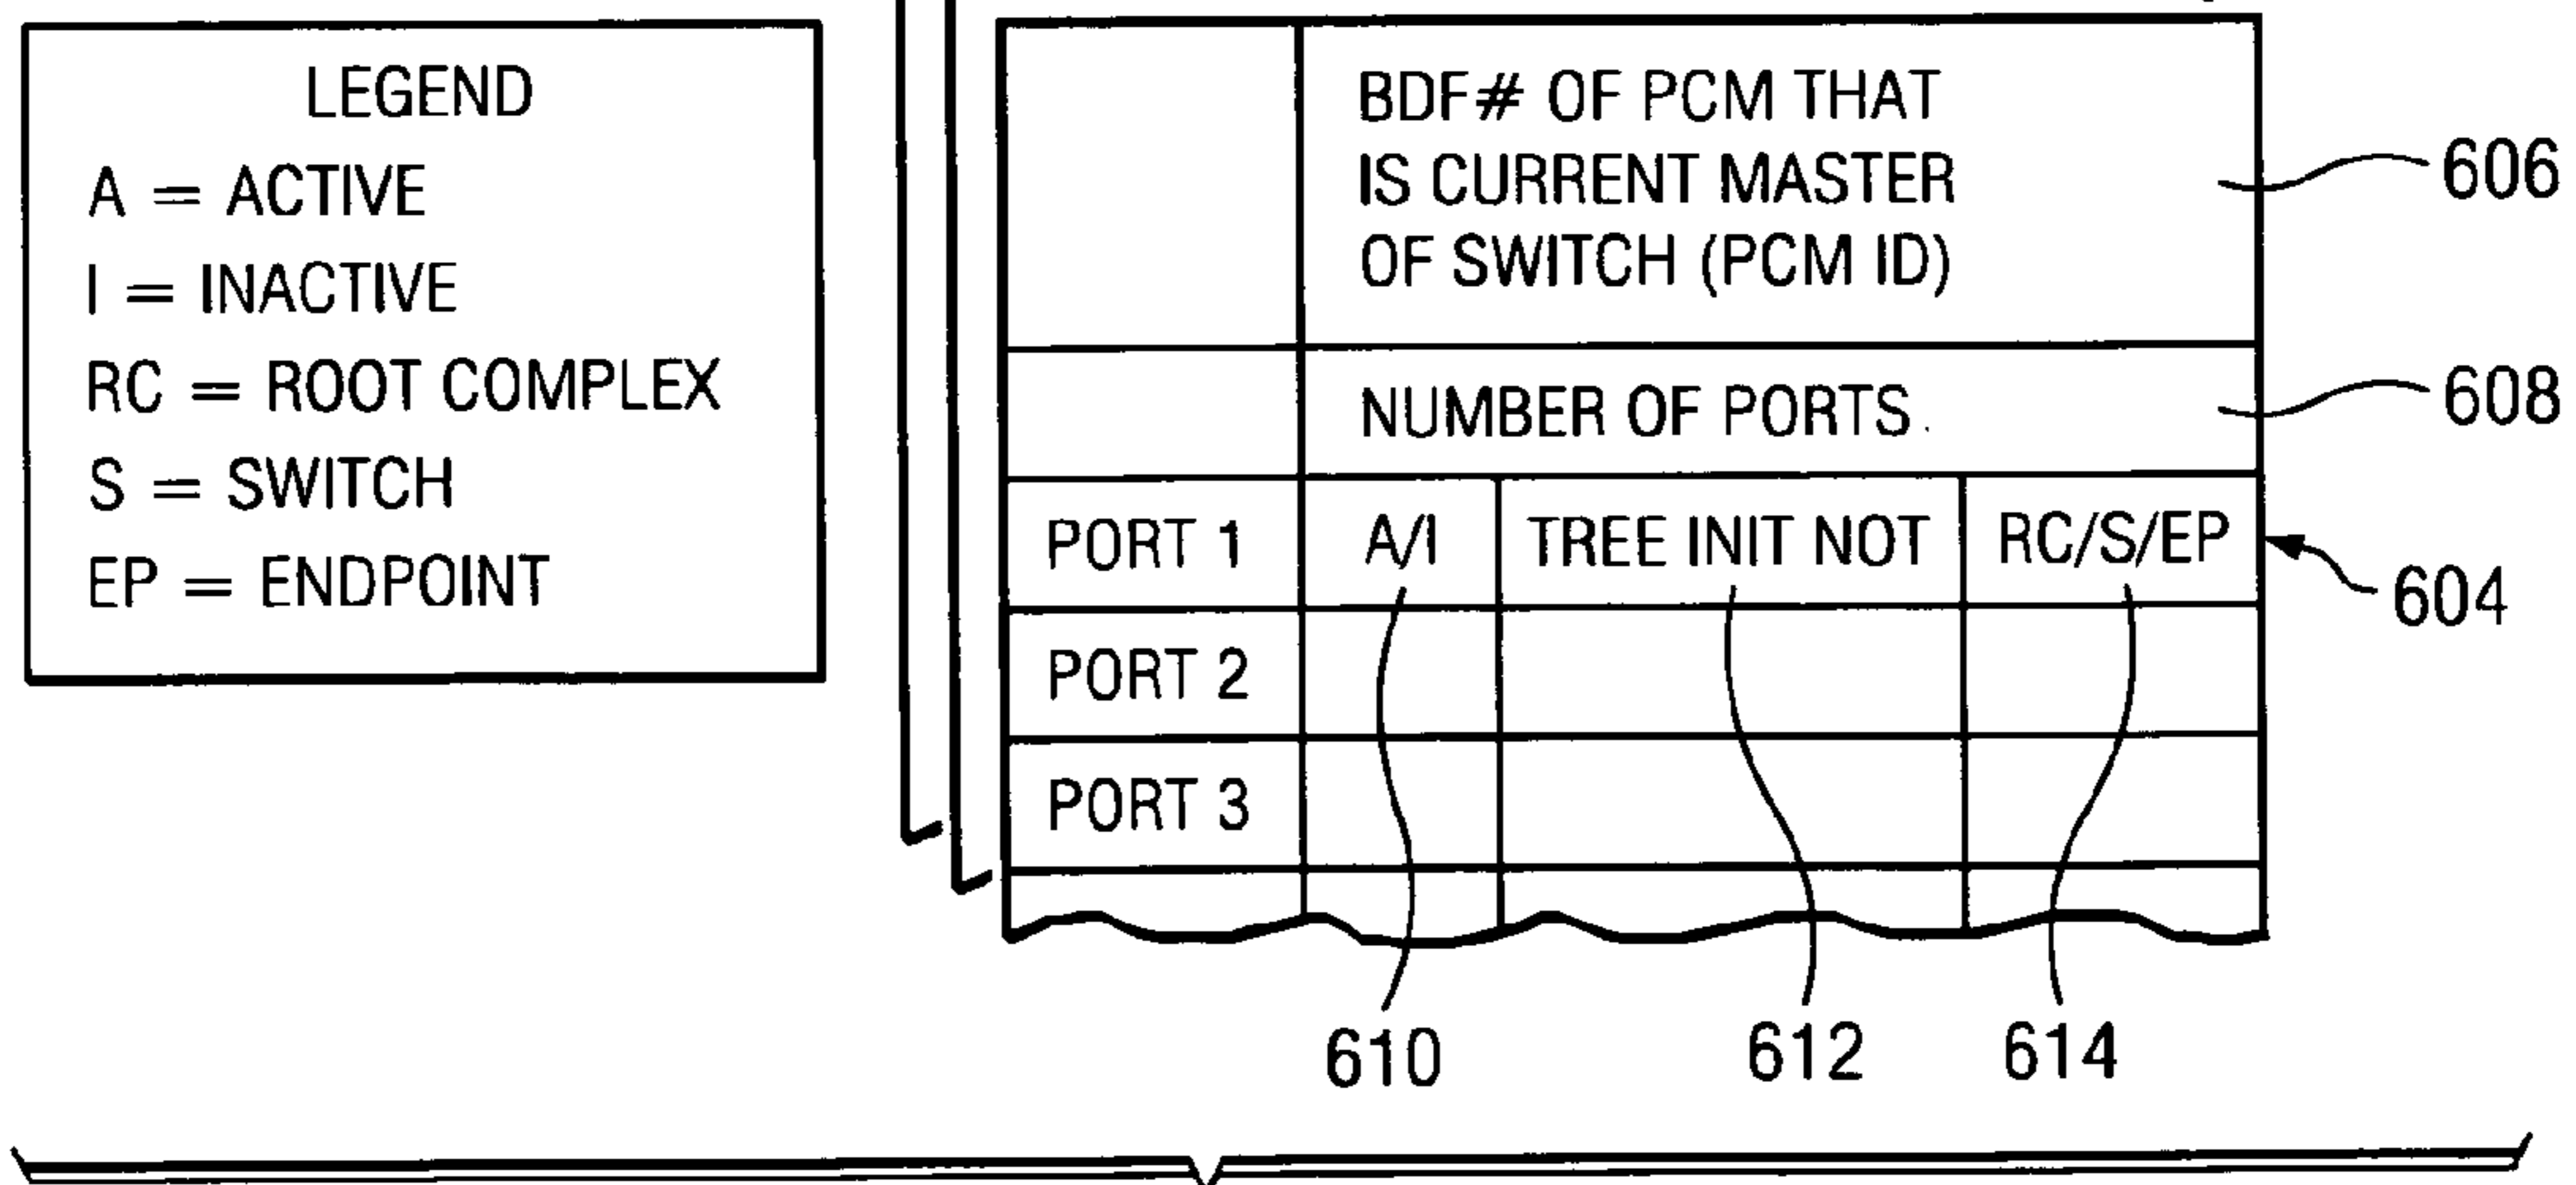 LEGEND
A = ACTIVE
I = INACTIVE
RC = ROOT COMPLEX
S = SWITCH
EP = ENDPOINT
BDF# OF PCM THAT
IS CURRENT MASTER
OF SWITCH (PCM ID)
606
NUMBER OF PORTS
608
PORT 1 A/I TREE INIT NOT RC/S/EP
604
PORT 2
PORT 3
610 612 614